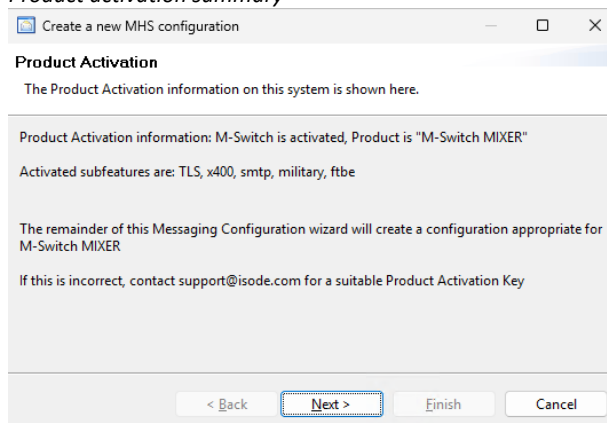 Product activation summary
Create a new MHS configuration
Product Activation
The Product Activation information on this system is shown here.
Product Activation information: M-Switch is activated, Product is "M-Switch MIXER"
Activated subfeatures are: TLS, x400, smtp, military, ftbe
The remainder of this Messaging Configuration wizard will create a configuration appropriate for
M-Switch MIXER
If this is incorrect, contact support@isode.com for a suitable Product Activation Key
< Back Next > Finish Cancel